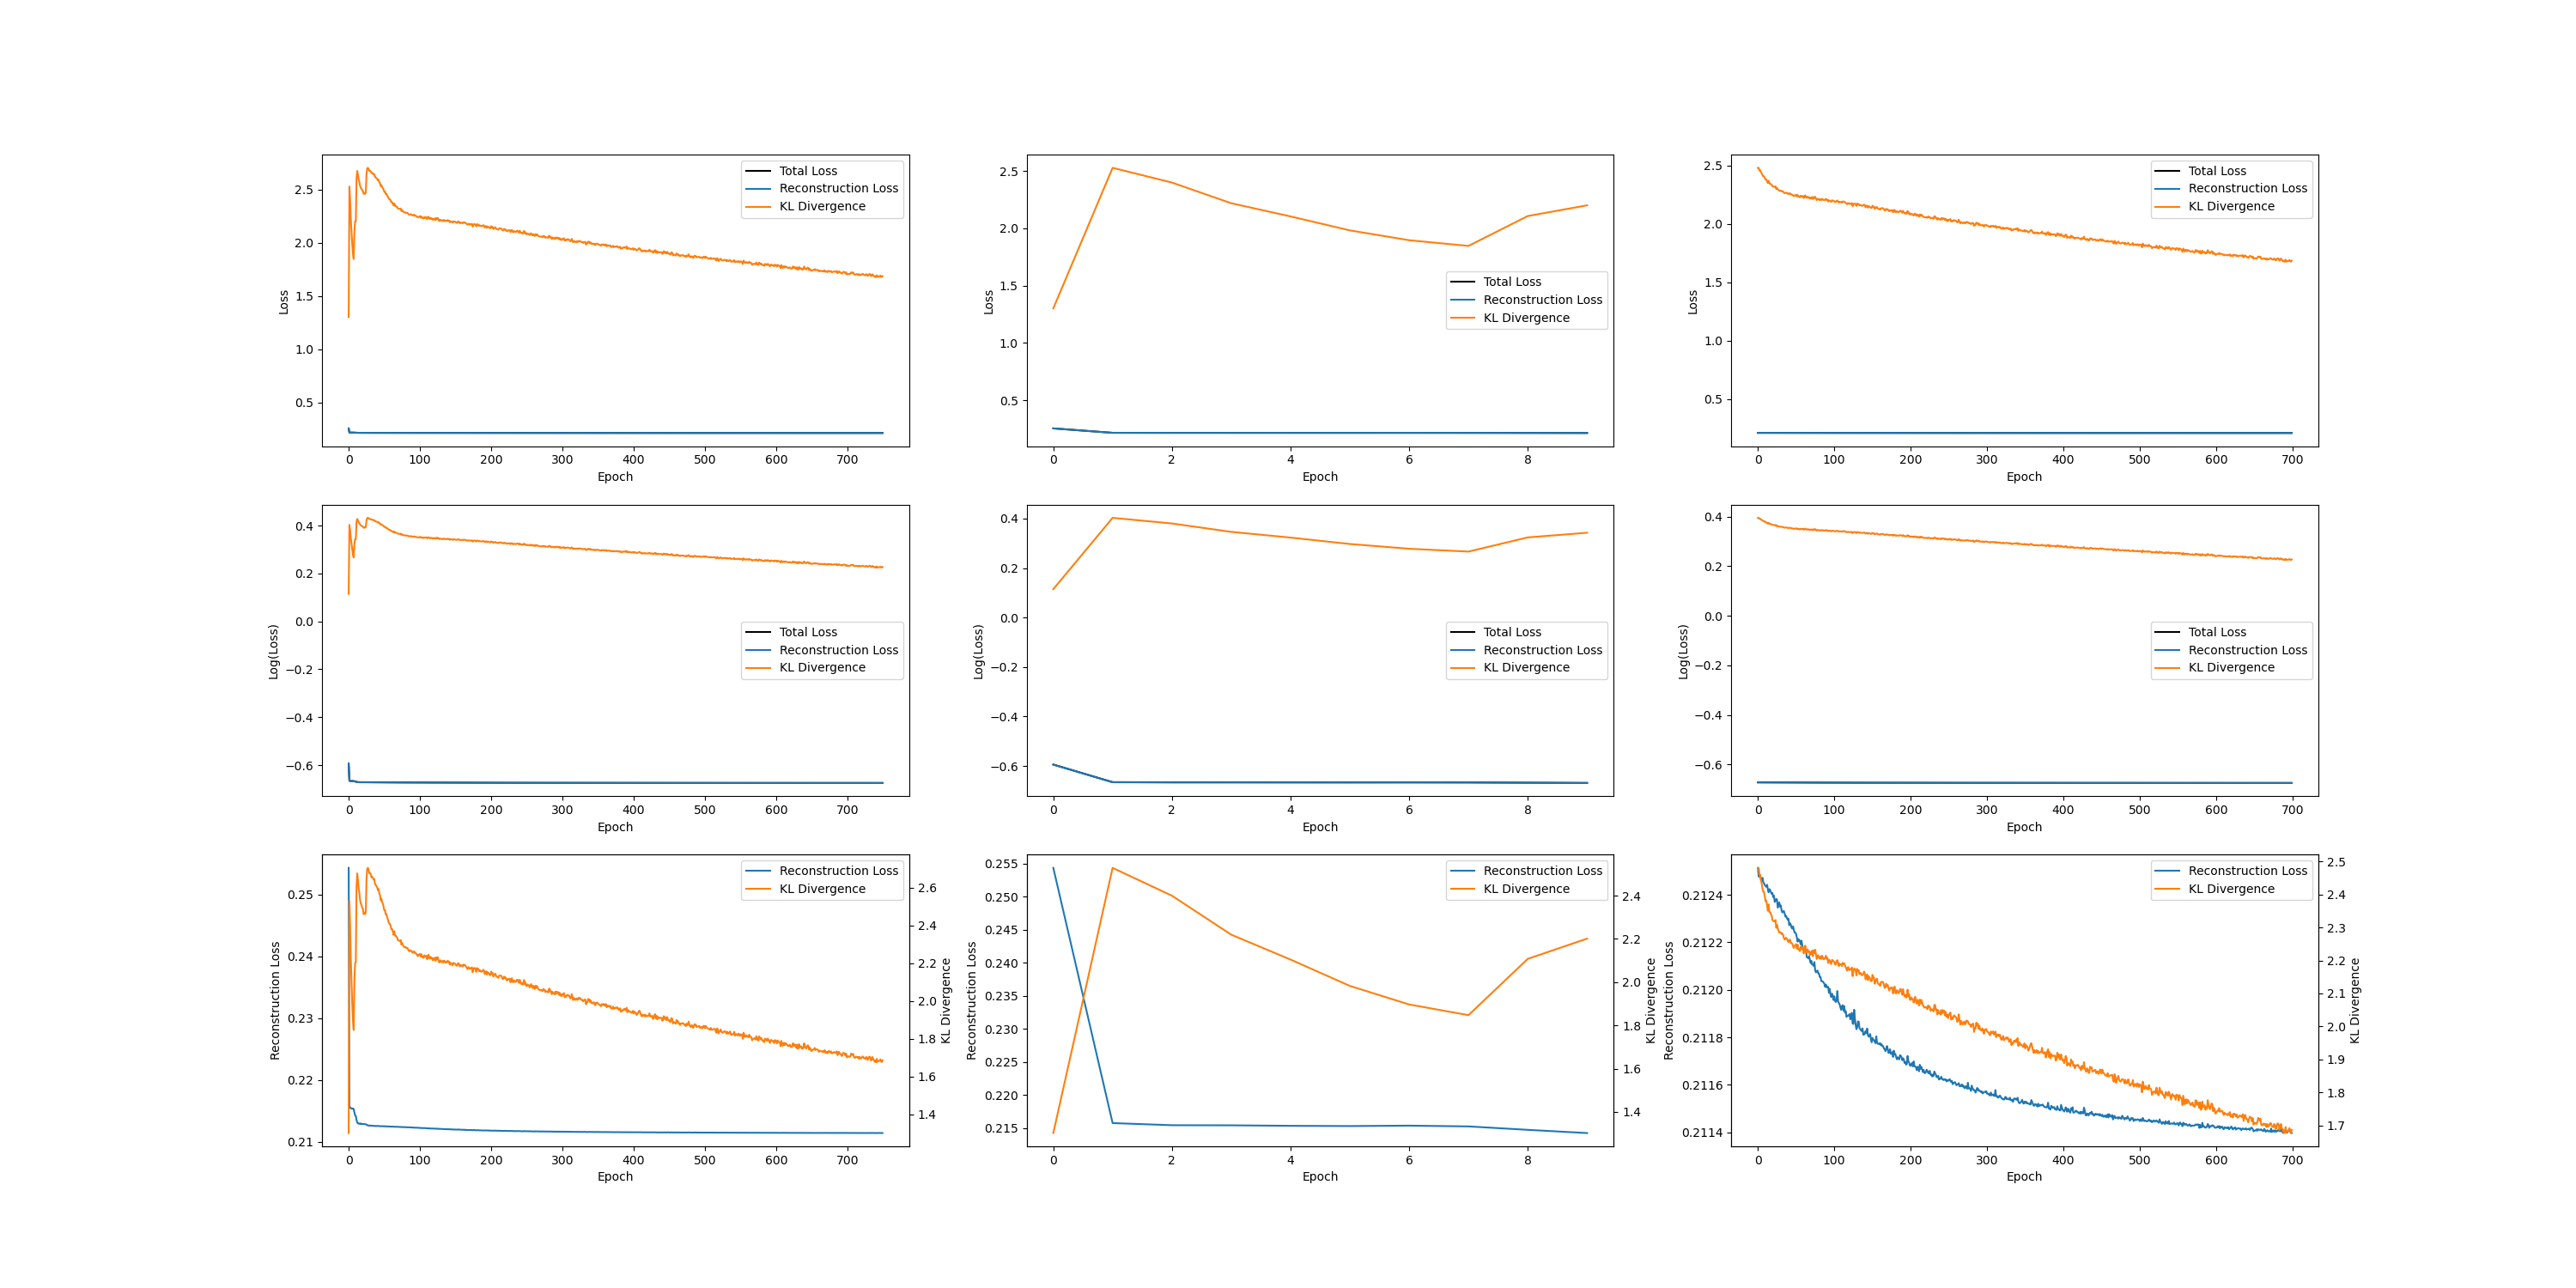 Loss
2.5
2.0
1.5
1.0
0.5
Total Loss
Reconstruction Loss
KL Divergence
0 100 200 300 400 500 600 700
Epoch
Loss
2.5
2.0
1.5
1.0
0.5
Total Loss
Reconstruction Loss
KL Divergence
0 2 4 6 8
Epoch
Loss
2.5
2.0
1.5
1.0
0.5
Total Loss
Reconstruction Loss
KL Divergence
0 100 200 300 400 500 600 700
Epoch
Log(Loss)
0.4
0.2
0.0
−0.2
−0.4
−0.6
Total Loss
Reconstruction Loss
KL Divergence
0 100 200 300 400 500 600 700
Epoch
Log(Loss)
0.4
0.2
0.0
−0.2
−0.4
−0.6
Total Loss
Reconstruction Loss
KL Divergence
0 2 4 6 8
Epoch
Log(Loss)
0.4
0.2
0.0
−0.2
−0.4
−0.6
Total Loss
Reconstruction Loss
KL Divergence
0 100 200 300 400 500 600 700
Epoch
Reconstruction Loss
0.25
0.24
0.23
0.22
0.21
Reconstruction Loss
KL Divergence
2.6
2.4
2.2
2.0
1.8
1.6
1.4
KL Divergence
0 100 200 300 400 500 600 700
Epoch
Reconstruction Loss
0.255
0.250
0.245
0.240
0.235
0.230
0.225
0.220
0.215
Reconstruction Loss
KL Divergence
2.4
2.2
2.0
1.8
1.6
1.4
KL Divergence
0 2 4 6 8
Epoch
Reconstruction Loss
0.2124
0.2122
0.2120
0.2118
0.2116
0.2114
Reconstruction Loss
KL Divergence
2.5
2.4
2.3
2.2
2.1
2.0
1.9
1.8
1.7
KL Divergence
0 100 200 300 400 500 600 700
Epoch